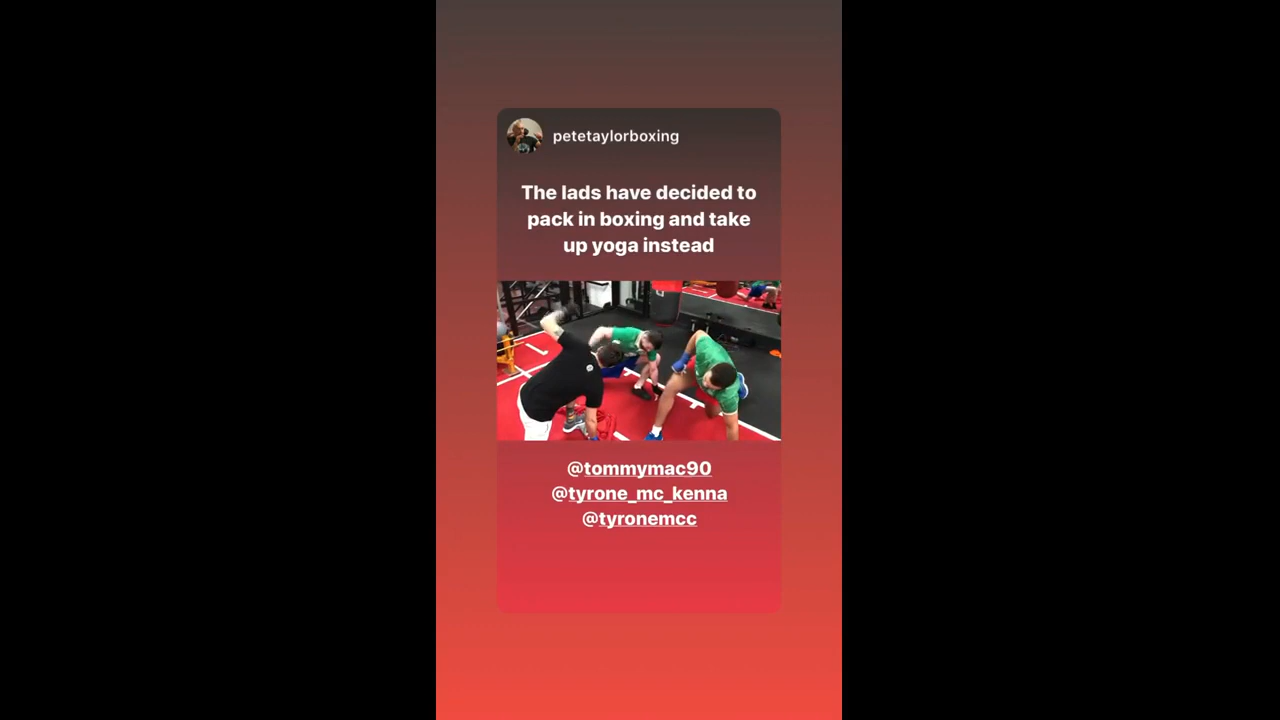 petetaylorboxing
The lads have decided to
pack in boxing and take
up yoga instead
@tommymac90
@tyrone_mc_kenna
@tyronemcc